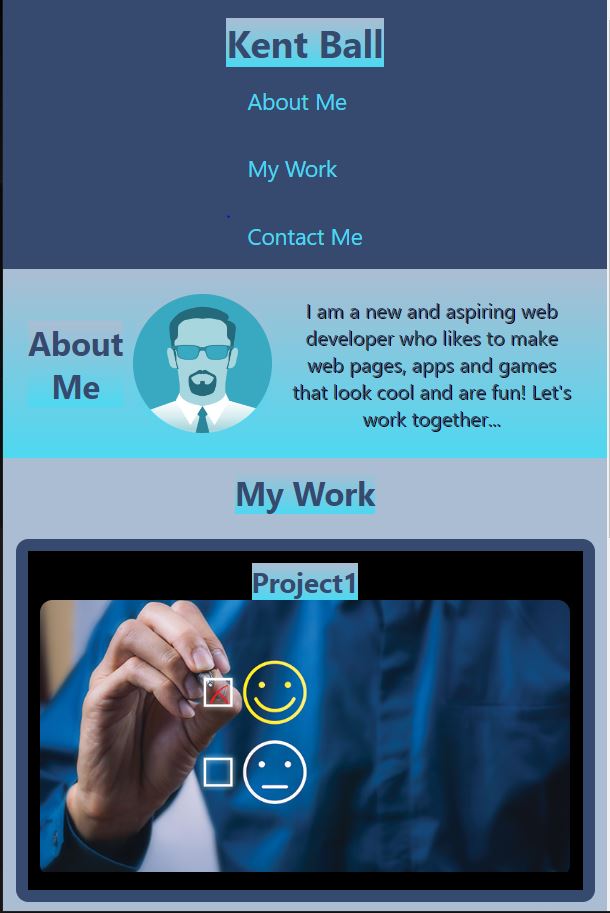 Kent Ball
About Me
My Work
Contact Me
About
Me
I am a new and aspiring web
developer who likes to make
web pages, apps and games
that look cool and are fun! Let's
work together...
My Work
Project1